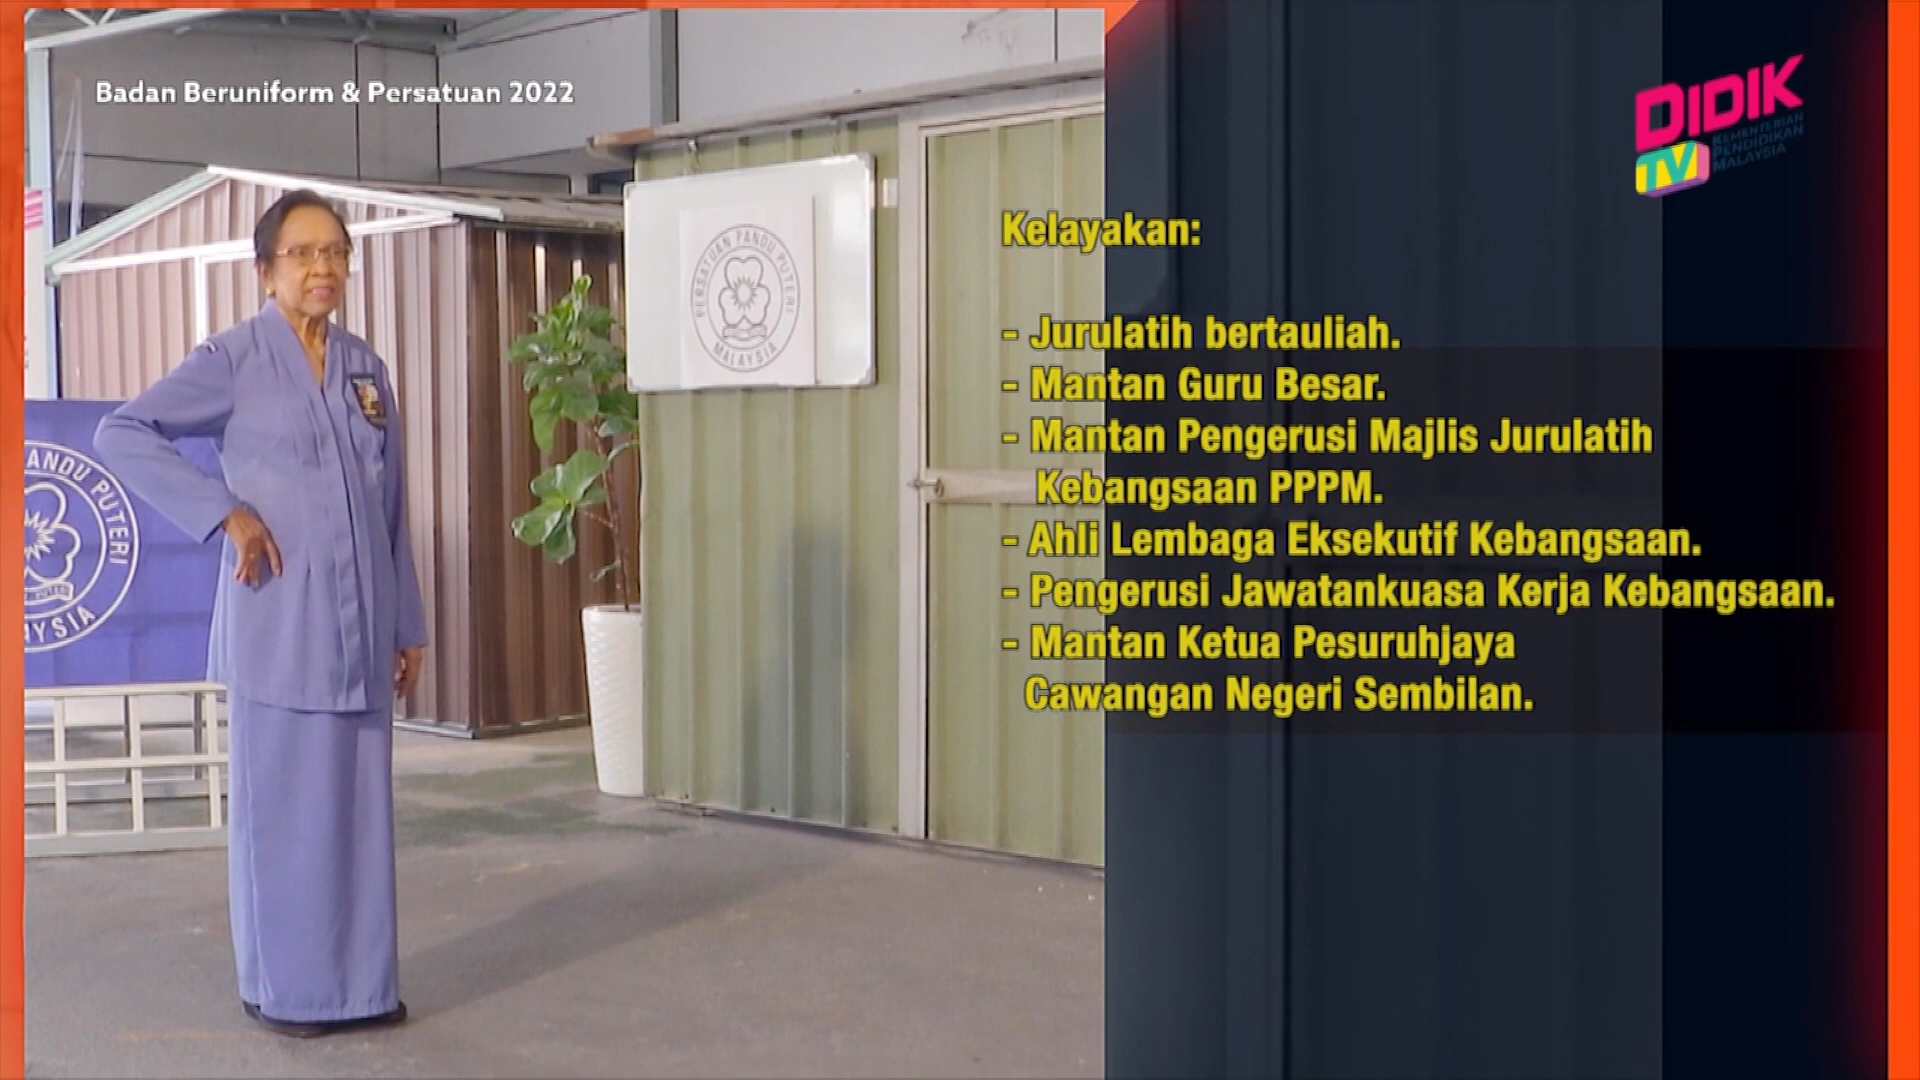 Badan Beruniform & Persatuan 2022
DIDIK
TV
KEMENTERIAN
PENDIDIKAN
MALAYSIA
Kelayakan:
- Jurulatih bertauliah.
- Mantan Guru Besar.
- Mantan Pengerusi Majlis Jurulatih
Kebangsaan PPPM.
- Ahli Lembaga Eksekutif Kebangsaan.
- Pengerusi Jawatankuasa Kerja Kebangsaan.
- Mantan Ketua Pesuruhjaya
Cawangan Negeri Sembilan.
PERSATUAN PANDU PUTERI
MALAYSIA
ANDU PUTERI
AYSIA